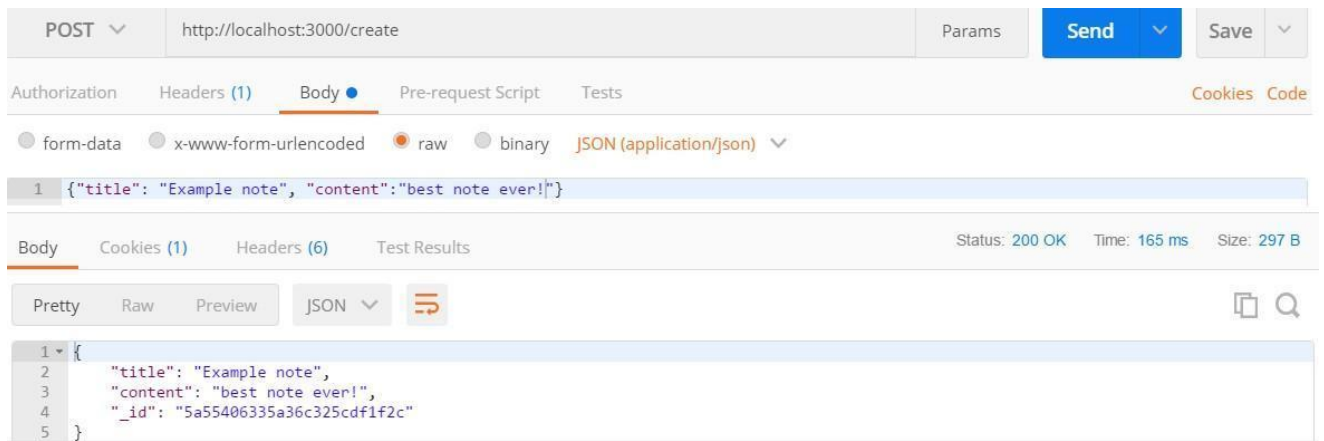 POST http://localhost:3000/create Params Send Save
Authorization Headers (1) Body Pre-request Script Tests Cookies Code
form-data x-www-form-urlencoded raw binary JSON (application/json)
1 {"title": "Example note", "content":"best note ever!"}
Body Cookies (1) Headers (6) Test Results Status: 200 OK Time: 165 ms Size: 297 B
Pretty Raw Preview JSON
1 {
2 "title": "Example note",
3 "content": "best note ever!",
4 "_id": "5a55406335a36c325cdf1f2c"
5 }